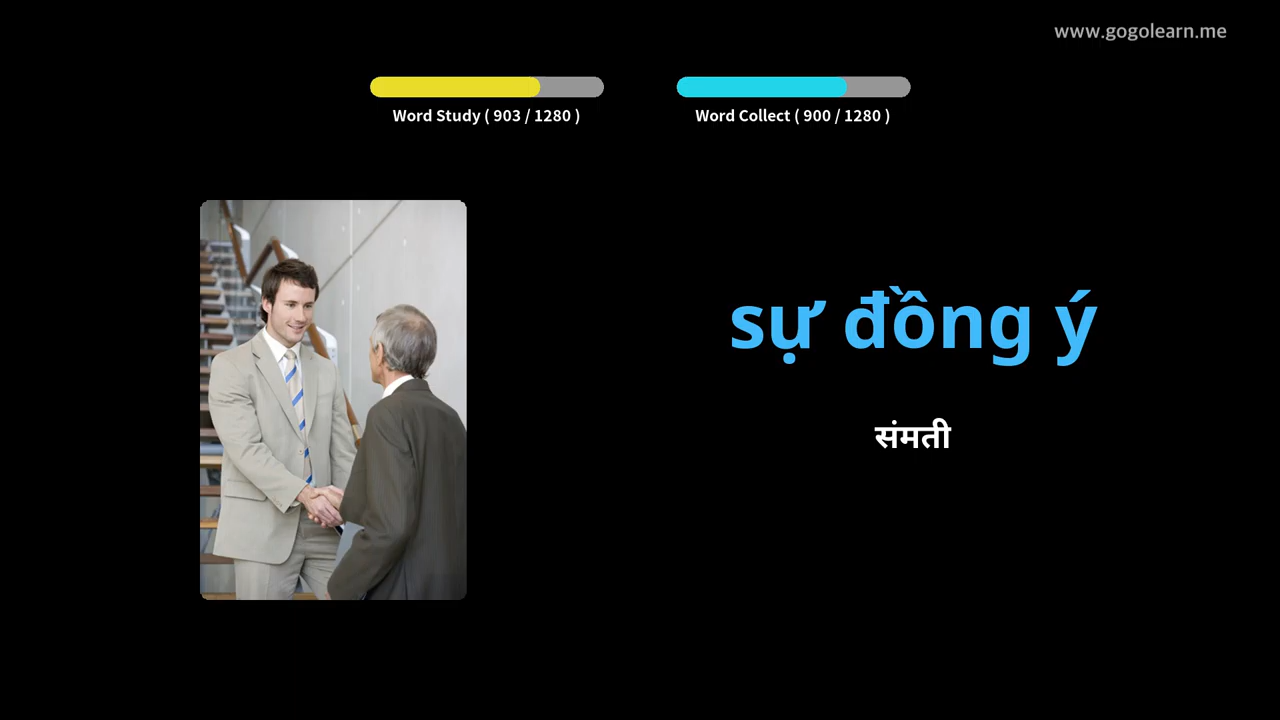 www.gogolearn.me
Word Study ( 903 / 1280 )
Word Collect ( 900 / 1280 )
sự đồng ý
संमती